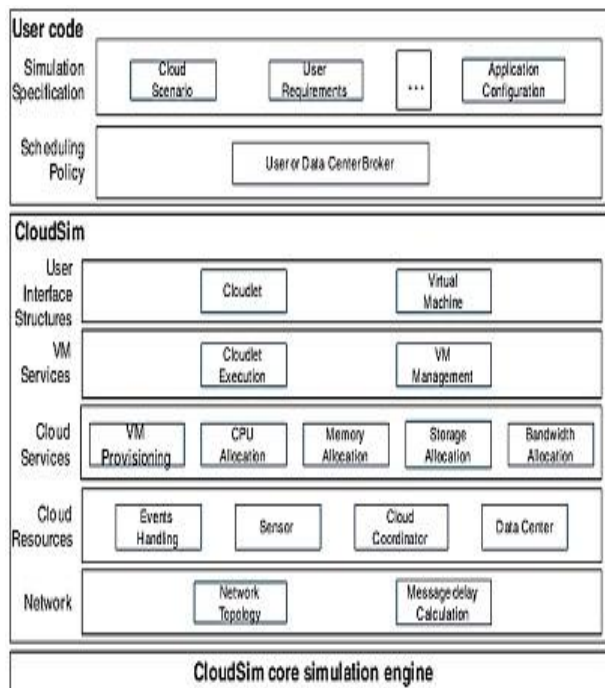 User code
Simulation
Specification
Cloud
Scenario
User
Requirements
...
Application
Configuration
Scheduling
Policy
User or Data Center Broker
CloudSim
User
Interface
Structures
Cloudlet
Virtual
Machine
VM
Services
Cloudlet
Execution
VM
Management
Cloud
Services
VM
Provisioning
CPU
Allocation
Memory
Allocation
Storage
Allocation
Bandwidth
Allocation
Cloud
Resources
Events
Handling
Sensor
Cloud
Coordinator
Data Center
Network
Network
Topology
Message delay
Calculation
CloudSim core simulation engine